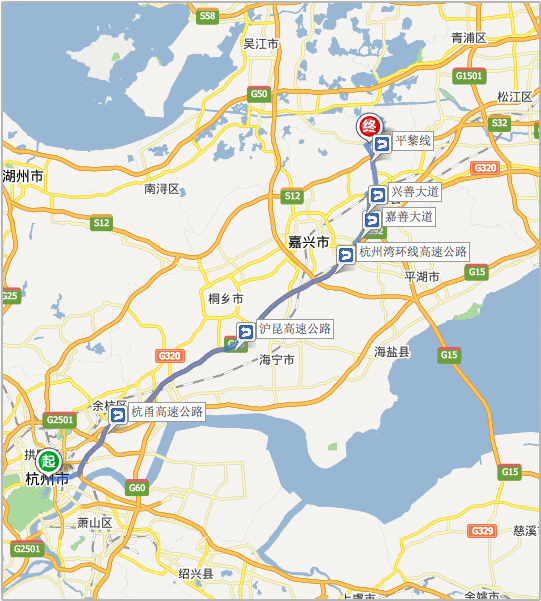 S58
吴江市
青浦区
G1501
G50
松江区
S32
终
平黎线
G320
湖州市
南浔区
S12
兴善大道
嘉善大道
S12
嘉兴市
杭州湾环线高速公路
平湖市
G15
G25
桐乡市
沪昆高速公路
G320
海宁市
海盐县
G15
余杭区
杭甬高速公路
G2501
起
杭州市
G60
G15
萧山区
G329
慈溪市
G2501
绍兴县
上虞市
余姚市